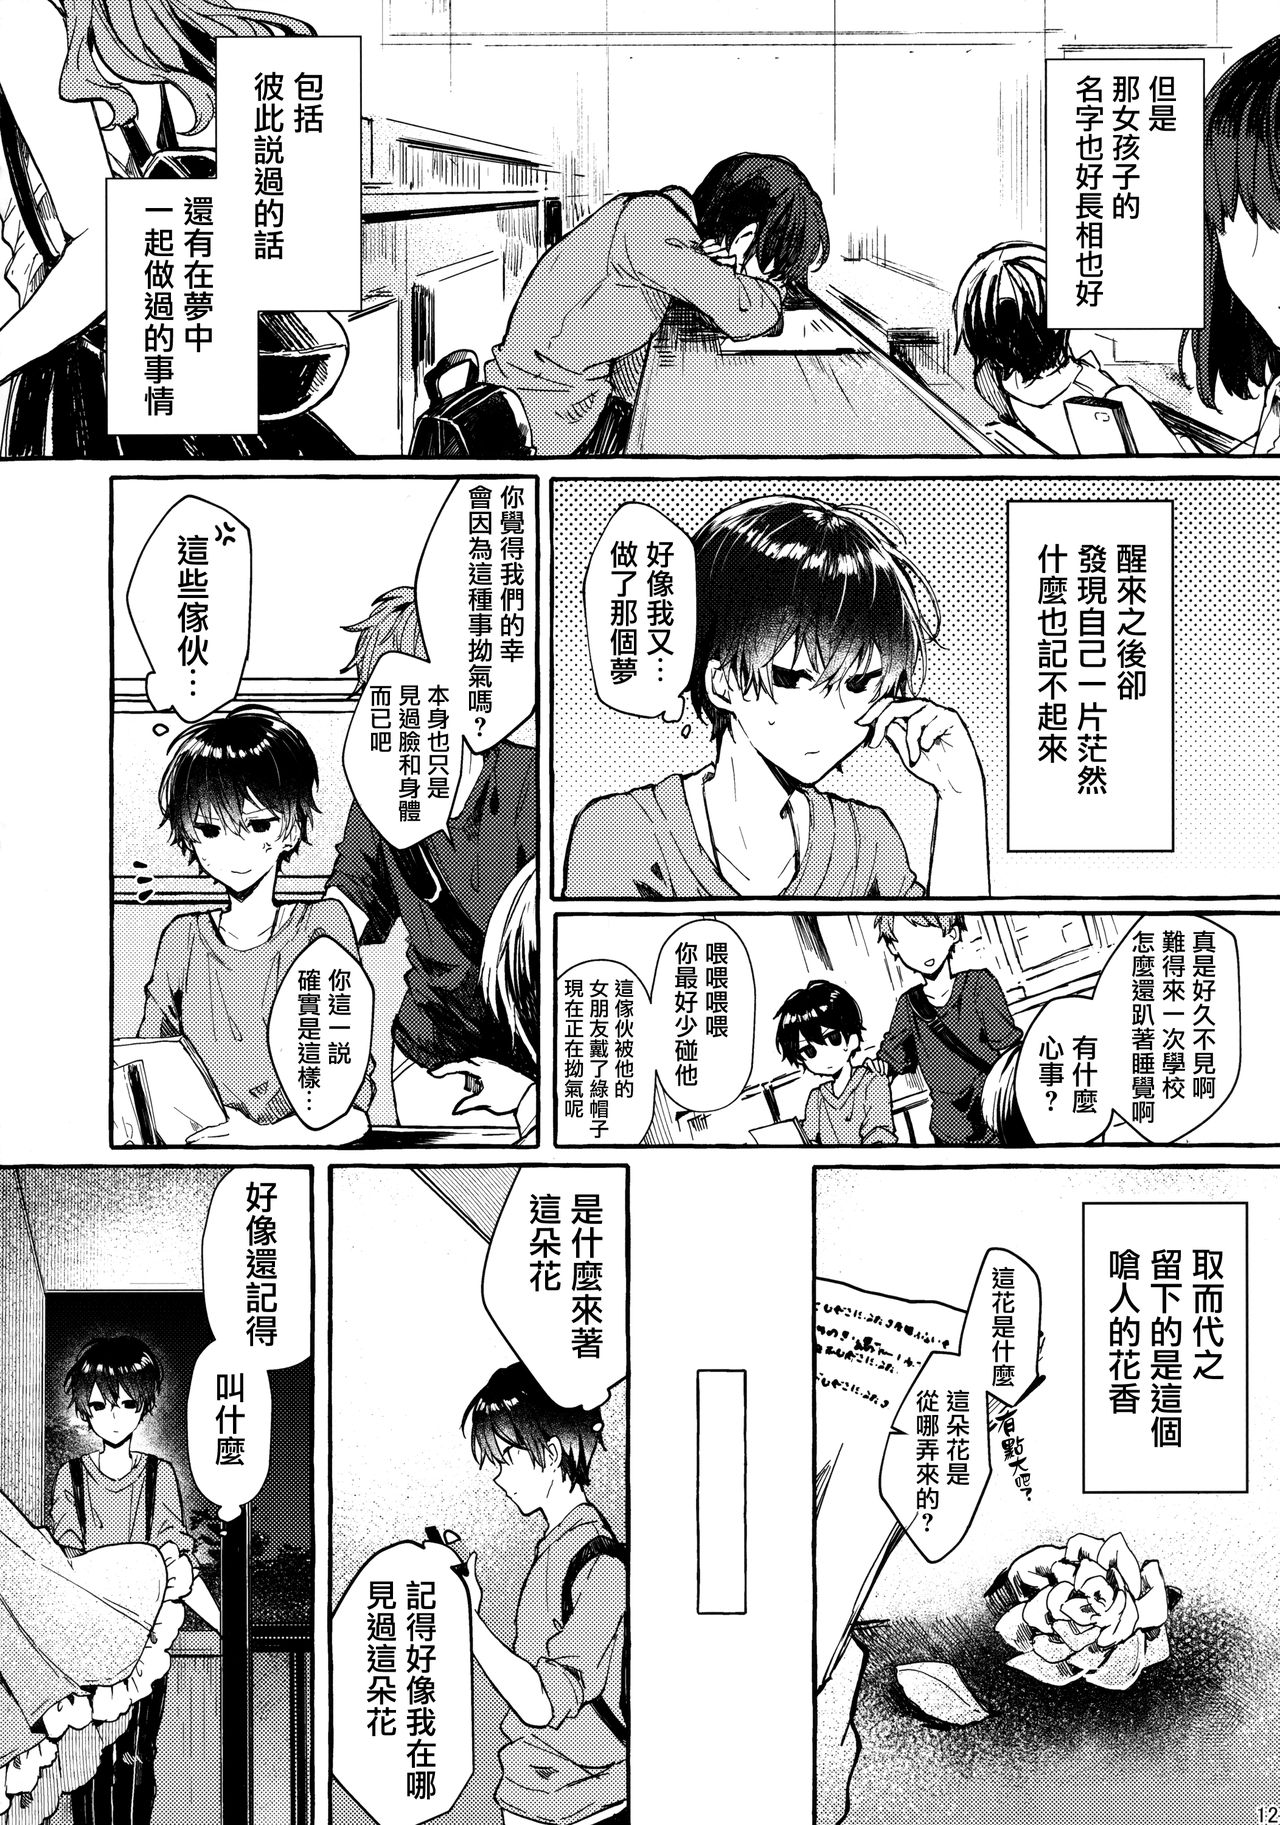 但是
那女孩子的
名字也好長相也好
包括
彼此說過的話
還有在夢中
一起做過的事情
醒來之後卻
發現自己一片茫然
什麼也記不起來
好像我又…
做了那個夢
真是好久不見啊
難得來一次學校
怎麼還趴著睡覺啊
有什麼
心事?
喂喂喂喂
你最好少碰他
這傢伙被他的
女朋友戴了綠帽子
現在正在拗氣呢
你覺得我們的幸
會因為這種事拗氣嗎?
本身也只是
見過臉和身體
而已吧
這些傢伙…
你這一說
確實是這樣…
取而代之
留下的是這個
嗆人的花香
這花是什麼
這朵花是
從哪弄來的?
有點大吧?
是什麼來著
這朵花
記得好像我在哪
見過這朵花
好像還記得
叫什麼
12